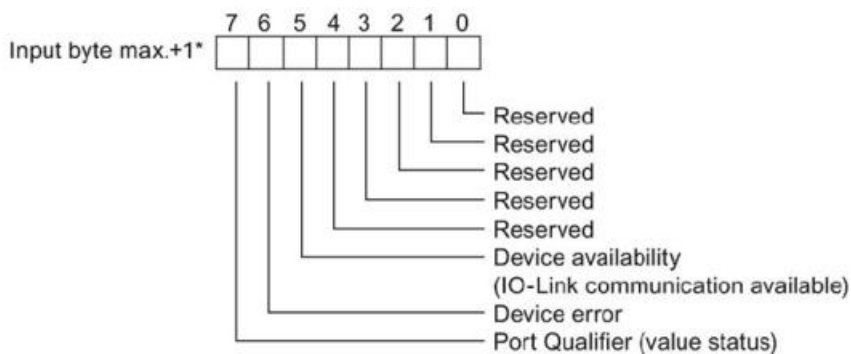 7 6 5 4 3 2 1 0
Input byte max.+1*
Reserved
Reserved
Reserved
Reserved
Reserved
Device availability
(IO-Link communication available)
Device error
Port Qualifier (value status)